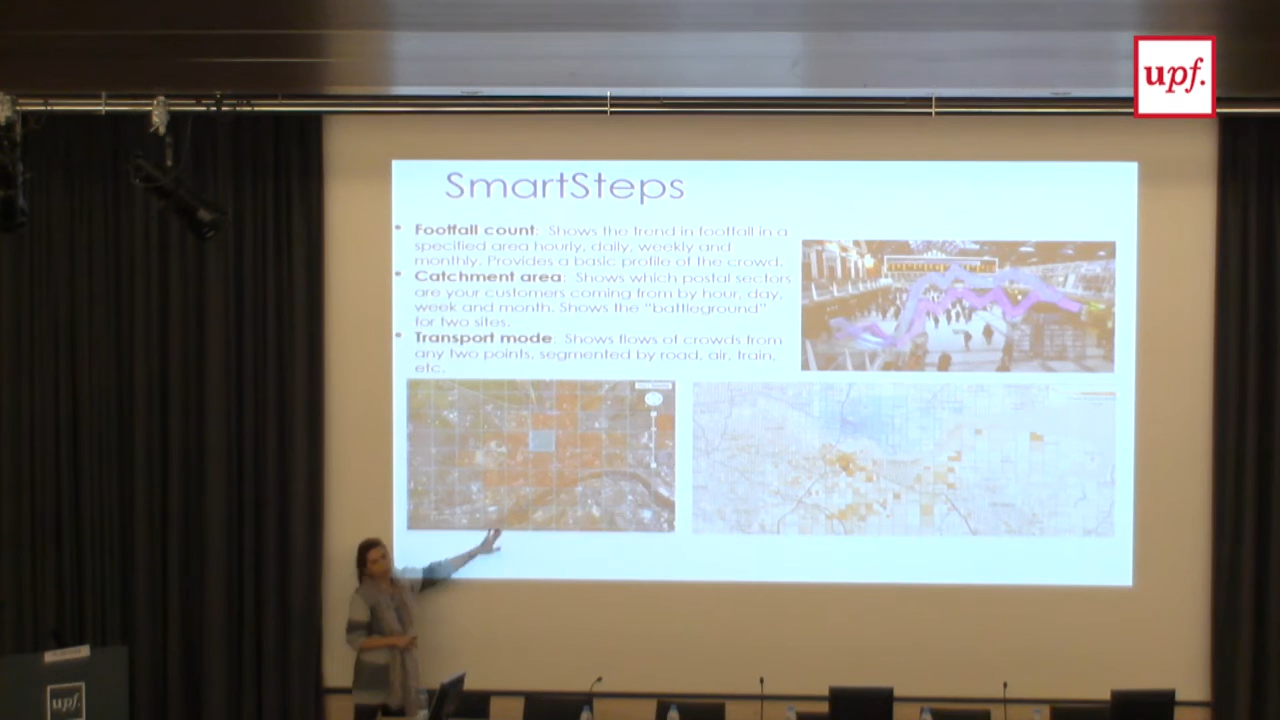 upf.
SmartSteps
• Footfall count: Shows the trend in footfall in a
specified area hourly, daily, weekly and
monthly. Provides a basic profile of the crowd.
• Catchment area: Shows which postal sectors
are your customers coming from by hour, day,
week and month. Shows the "battleground"
for two sites.
• Transport mode: Shows flows of crowds from
any two points, segmented by road, air, train,
etc.
upf.